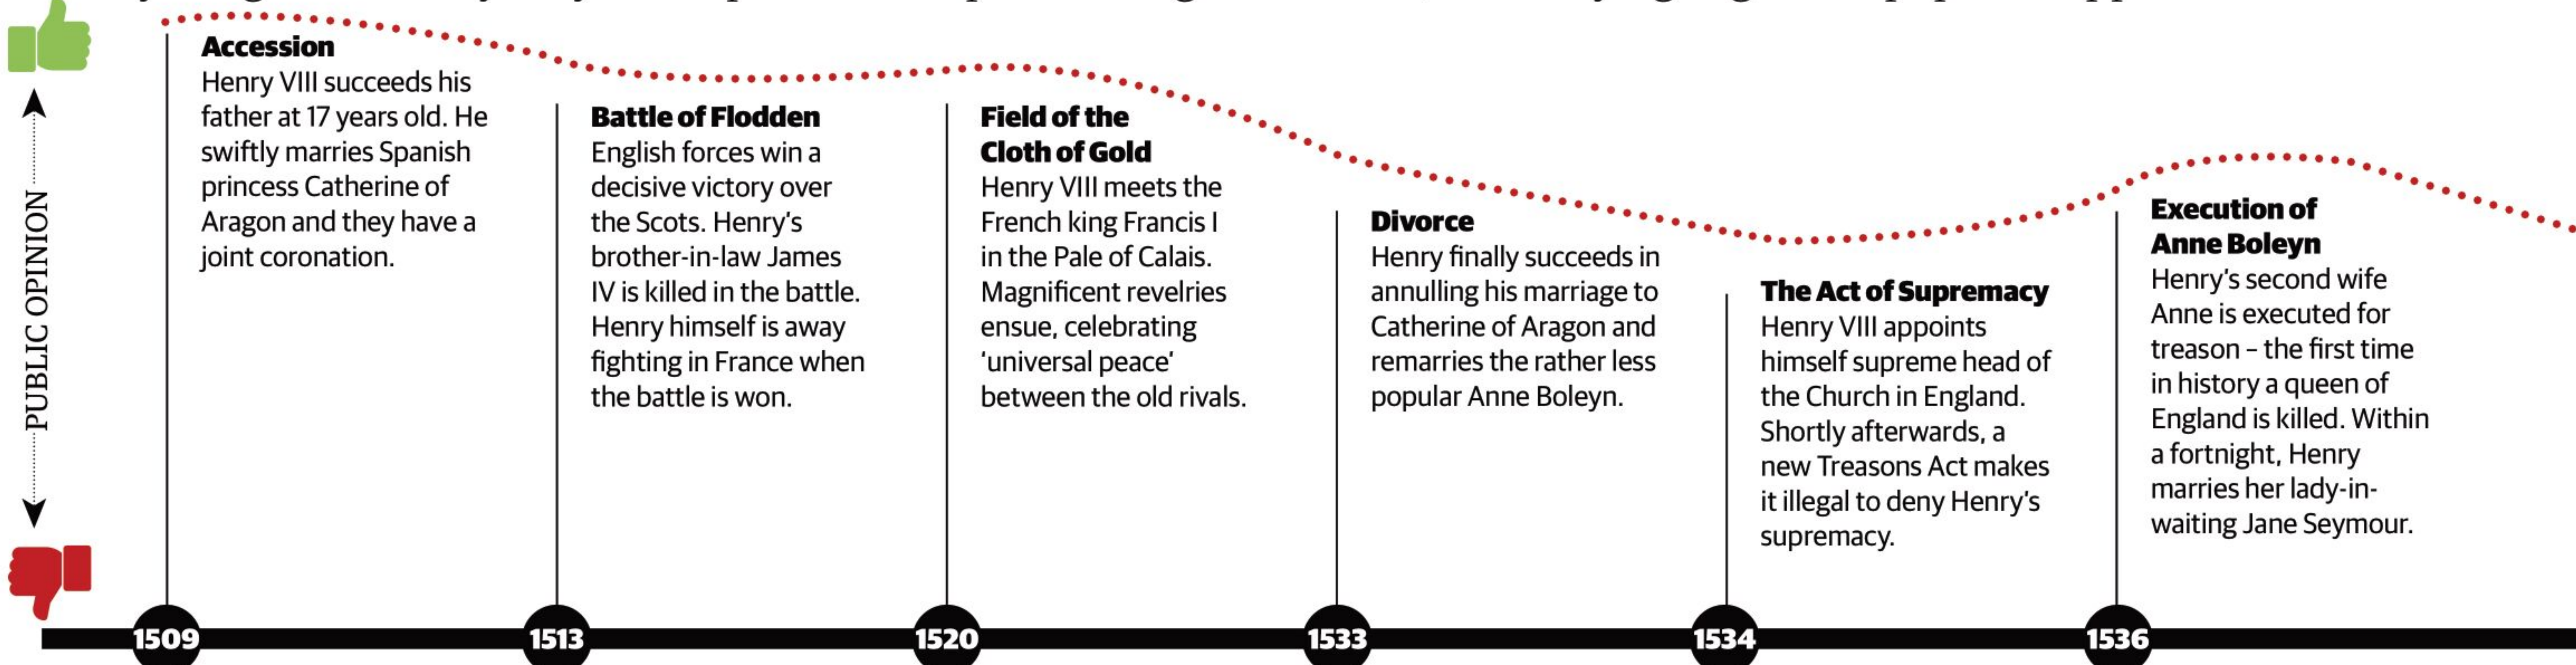 PUBLIC OPINION
Accession
Henry VIII succeeds his
father at 17 years old. He
swiftly marries Spanish
princess Catherine of
Aragon and they have a
joint coronation.
Battle of Flodden
English forces win a
decisive victory over
the Scots. Henry's
brother-in-law James
IV is killed in the battle.
Henry himself is away
fighting in France when
the battle is won.
Field of the
Cloth of Gold
Henry VIII meets the
French king Francis I
in the Pale of Calais.
Magnificent revelries
ensue, celebrating
'universal peace'
between the old rivals.
Divorce
Henry finally succeeds in
annulling his marriage to
Catherine of Aragon and
remarries the rather less
popular Anne Boleyn.
The Act of Supremacy
Henry VIII appoints
himself supreme head of
the Church in England.
Shortly afterwards, a
new Treasons Act makes
it illegal to deny Henry's
supremacy.
Execution of
Anne Boleyn
Henry's second wife
Anne is executed for
treason – the first time
in history a queen of
England is killed. Within
a fortnight, Henry
marries her lady-in-
waiting Jane Seymour.
1509
1513
1520
1533
1534
1536